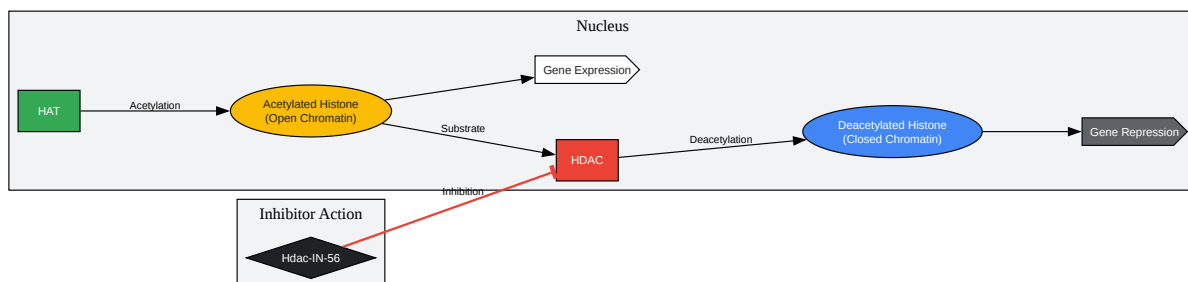 Nucleus
Gene Expression
HAT
Acetylation
Acetylated Histone
(Open Chromatin)
Substrate
HDAC
Deacetylation
Deacetylated Histone
(Closed Chromatin)
Gene Repression
Inhibition
Inhibitor Action
Hdac-IN-56